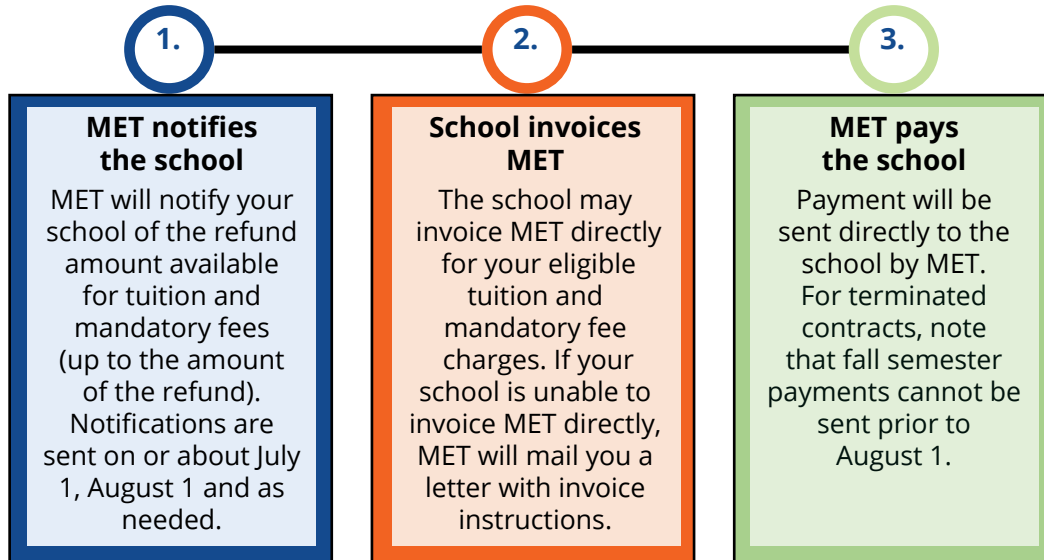 1.
MET notifies
the school
MET will notify your
school of the refund
amount available
for tuition and
mandatory fees
(up to the amount
of the refund).
Notifications are
sent on or about July
1, August 1 and as
needed.
2.
School invoices
MET
The school may
invoice MET directly
for your eligible
tuition and
mandatory fee
charges. If your
school is unable to
invoice MET directly,
MET will mail you a
letter with invoice
instructions.
3.
MET pays
the school
Payment will be
sent directly to the
school by MET.
For terminated
contracts, note
that fall semester
payments cannot be
sent prior to
August 1.